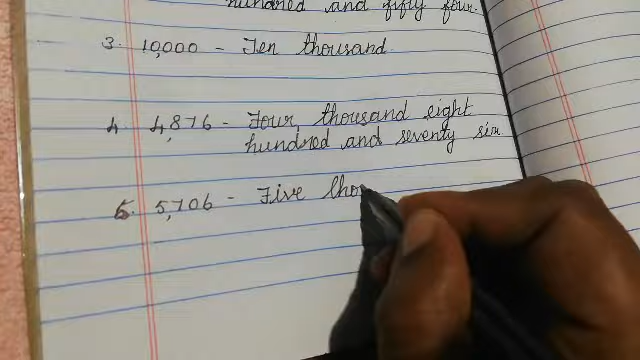 hundred and fifty four.
3. 10,000 - Ten thousand
4. 4,876 - Four thousand eight
hundred and seventy six
5. 5,706 - Five tho